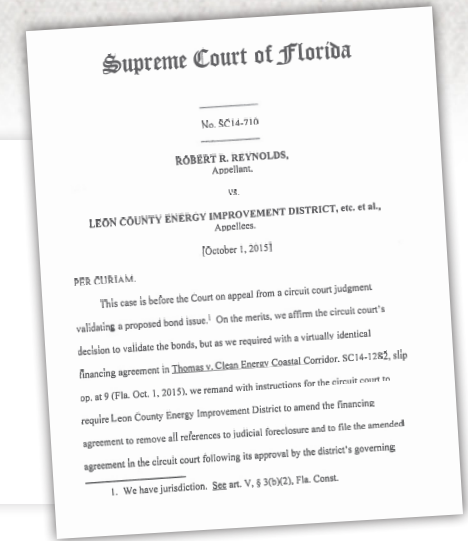 Supreme Court of Florida
No. SC14-710
ROBERT R. REYNOLDS,
Appellant,
vs.
LEON COUNTY ENERGY IMPROVEMENT DISTRICT, etc. et al.,
Appellees.
[October 1, 2015]
PER CURIAM.
This case is before the Court on appeal from a circuit court judgment
validating a proposed bond issue.1 On the merits, we affirm the circuit court's
decision to validate the bonds, but as we required with a virtually identical
financing agreement in Thomas v. Clean Energy Coastal Corridor. SC14-1282, slip
op. at 9 (Fla. Oct. 1, 2015), we remand with instructions for the circuit court to
require Leon County Energy Improvement District to amend the financing
agreement to remove all references to judicial foreclosure and to file the amended
agreement in the circuit court following its approval by the district's governing
1. We have jurisdiction. See art. V, § 3(b)(2), Fla. Const.